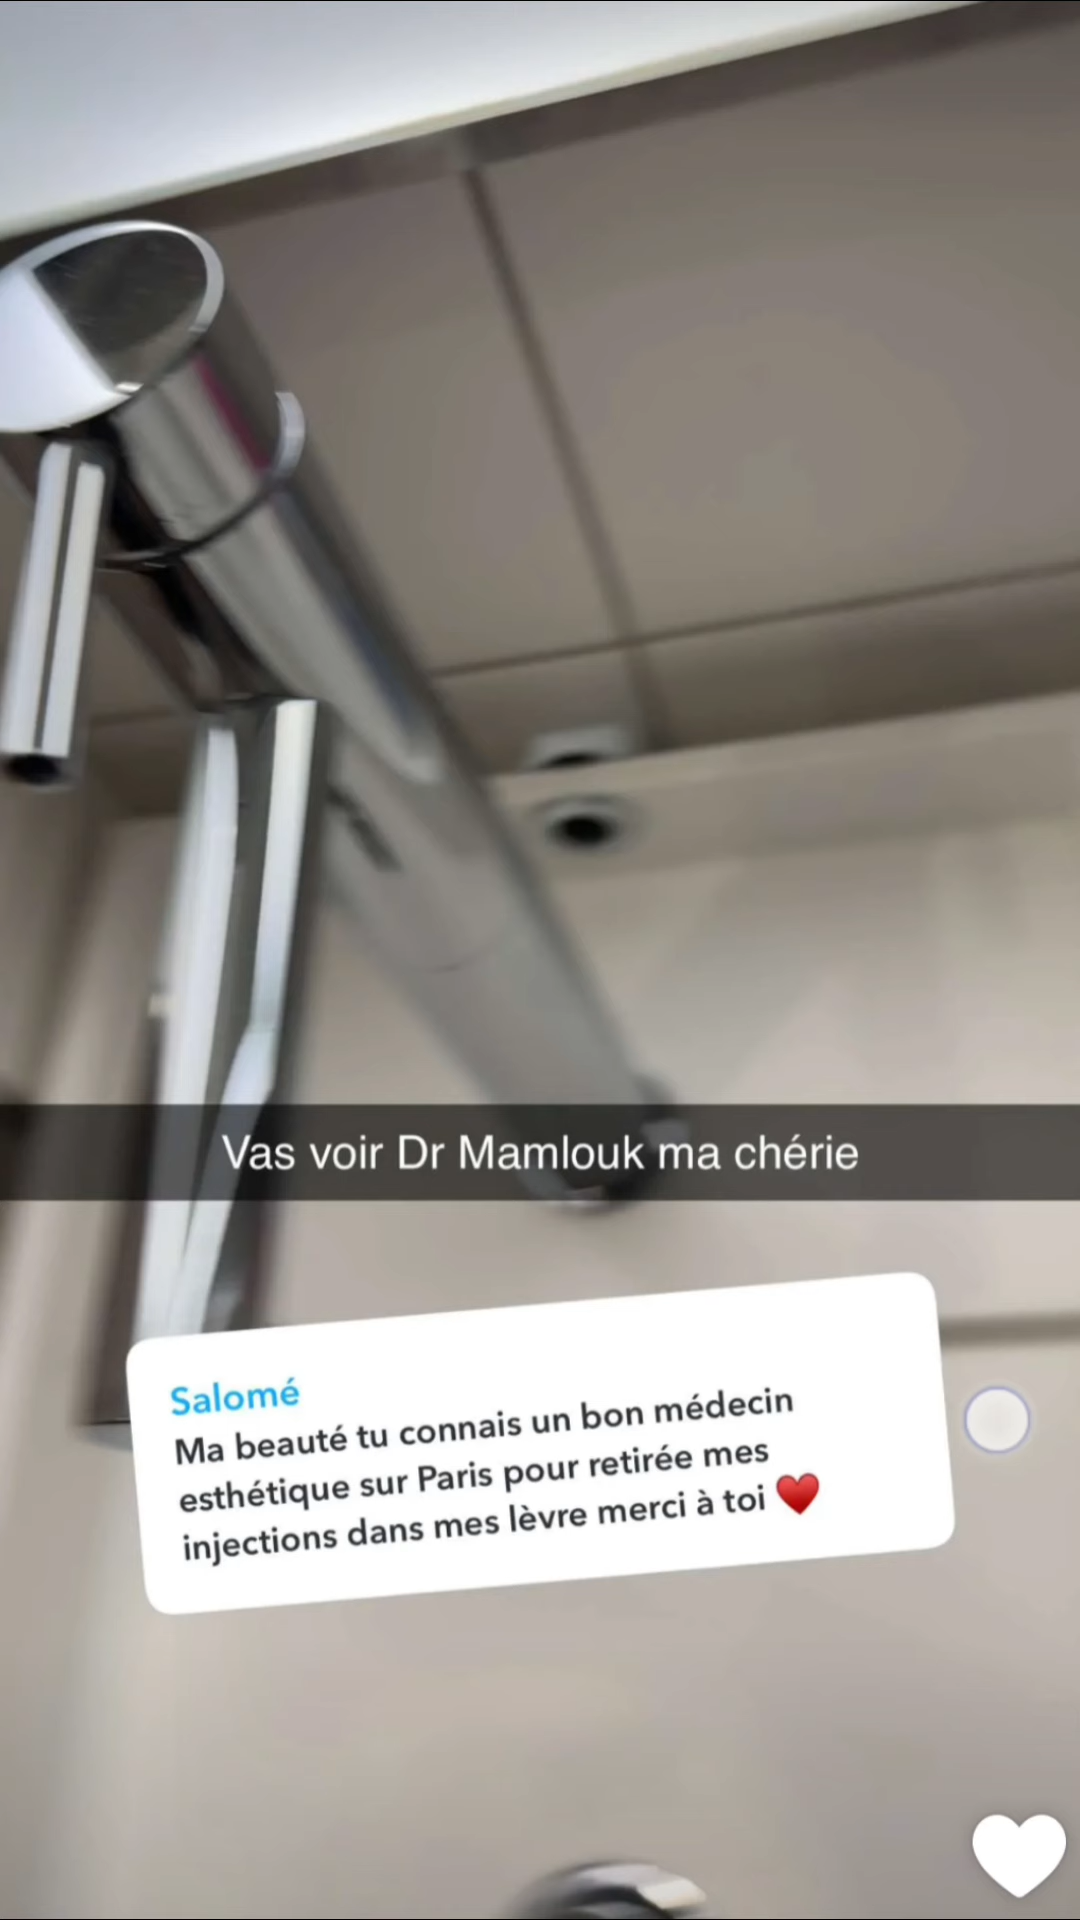 Vas voir Dr Mamlouk ma chérie
Salomé
Ma beauté tu connais un bon médecin
esthétique sur Paris pour retirée mes
injections dans mes lèvre merci à toi ♥️